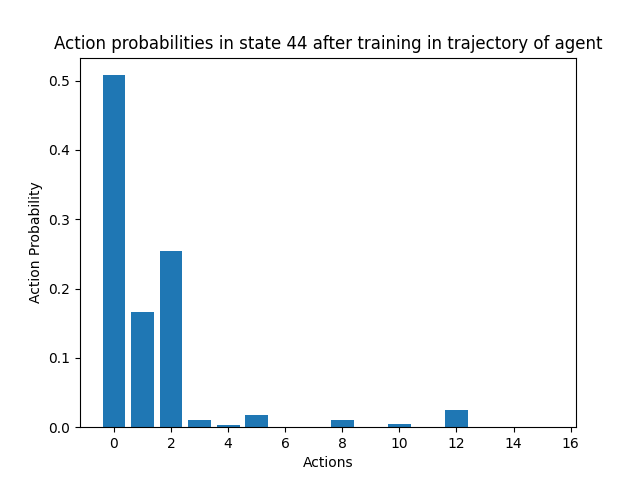 Action probabilities in state 44 after training in trajectory of agent
0.5
0.4
0.3
0.2
0.1
0.0
Action Probability
0 2 4 6 8 10 12 14 16
Actions